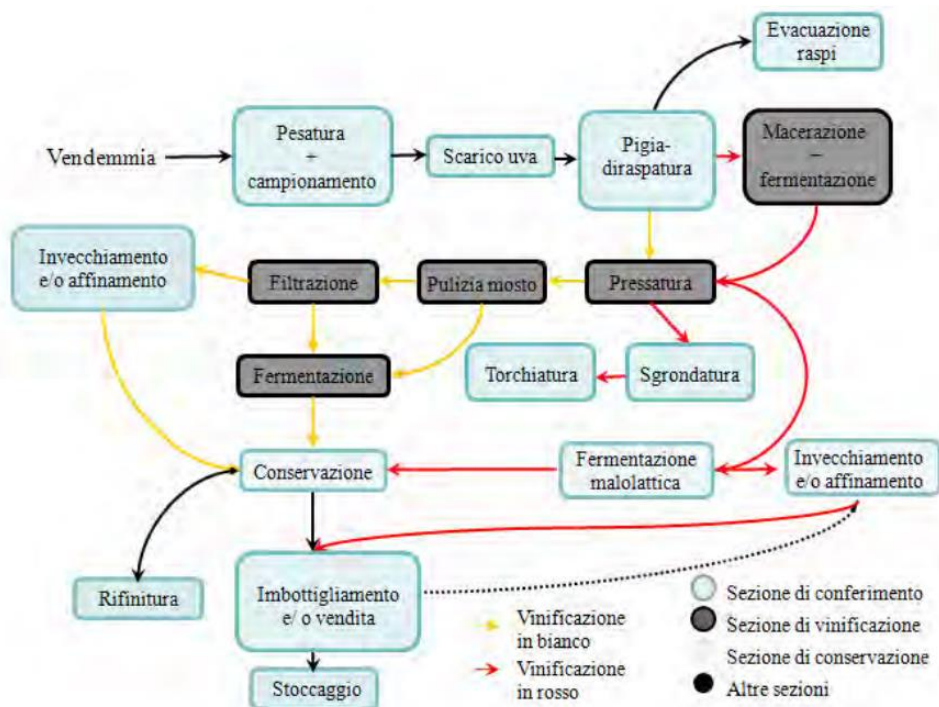 Evacuazione
raspi
Vendemmia
Pesatura
+
campionamento
Scarico uva
Pigia-
diraspatura
Macerazione
–
fermentazione
Invecchiamento
e/o affinamento
Filtrazione
Pulizia mosto
Pressatura
Fermentazione
Torchiatura
Sgrondatura
Conservazione
Fermentazione
malolattica
Invecchiamento
e/o affinamento
Rifinitura
Imbottigliamento
e/ o vendita
Stoccaggio
Vinificazione
in bianco
Vinificazione
in rosso
Sezione di conferimento
Sezione di vinificazione
Sezione di conservazione
Altre sezioni